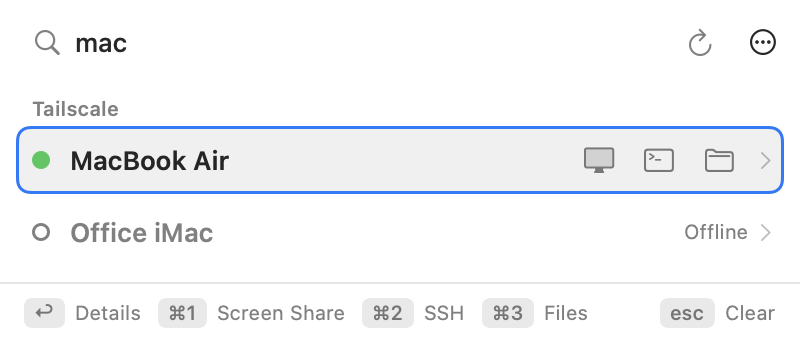 mac
Tailscale
MacBook Air
Office iMac Offline
↩ Details ⌘1 Screen Share ⌘2 SSH ⌘3 Files esc Clear